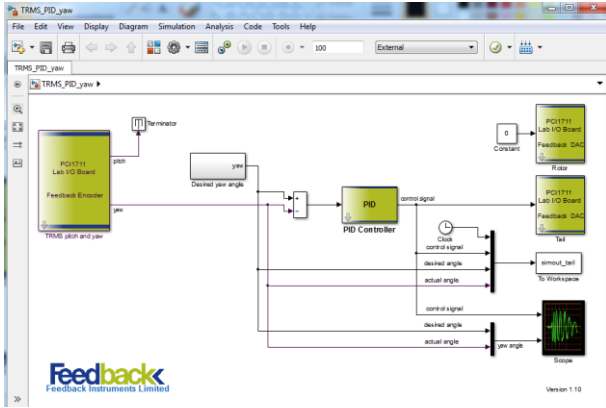 TRMS_PID_yaw
File Edit View Display Diagram Simulation Analysis Code Tools Help
100
External
TRMS_PID_yaw
TRMS_PID_yaw
Terminator
pitch
PCI1711
Lab I/O Board
Feedback Encoder
yaw
TRMS pitch and yaw
yaw
Desired yaw angle
+
−
PID
PID Controller
control signal
0
Constant
PCI1711
Lab I/O Board
Feedback DAC
Rotor
PCI1711
Lab I/O Board
Feedback DAC
Tail
Clock
control signal
desired angle
actual angle
simout_tail
To Workspace
control signal
desired angle
actual angle
yaw angle
Scope
Feedback
Feedback Instruments Limited
Version 1.10